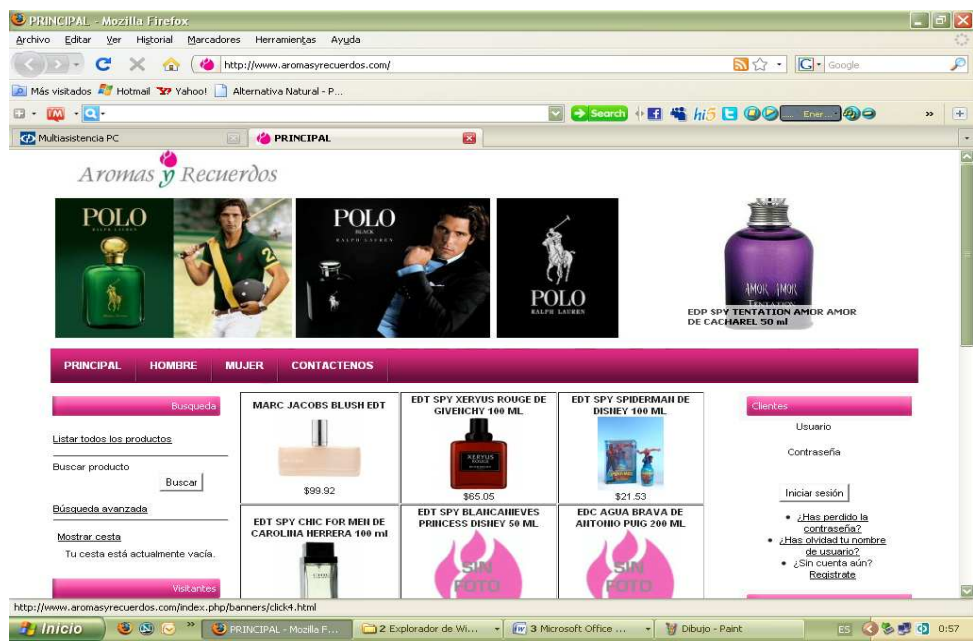 PRINCIPAL - Mozilla Firefox
Archivo Editar Ver Historial Marcadores Herramientas Ayuda
http://www.aromasyrecuerdos.com/
Google
Más visitados Hotmail Yahoo! Alternativa Natural - P...
Search hi5 Ener...
Multiasistencia PC PRINCIPAL
Aromas y Recuerdos
POLO
RALPH LAUREN
2
POLO
BLACK
RALPH LAUREN
POLO
RALPH LAUREN
AMOR AMOR
TENTATION
EDP SPY TENTATION AMOR AMOR
DE CACHAREL 50 ml
PRINCIPAL HOMBRE MUJER CONTACTENOS
Busqueda
Listar todos los productos
Buscar producto
Buscar
Búsqueda avanzada
Mostrar cesta
Tu cesta está actualmente vacía.
Visitantes
MARC JACOBS BLUSH EDT
$99.92
EDT SPY XERYUS ROUGE DE
GIVENCHY 100 ML
XERYUS
ROUGE
$65.05
EDT SPY SPIDERMAN DE
DISNEY 100 ML
$21.53
EDT SPY CHIC FOR MEN DE
CAROLINA HERRERA 100 ml
EDT SPY BLANCANIEVES
PRINCESS DISNEY 50 ML
SIN
FOTO
EDC AGUA BRAVA DE
ANTONIO PUIG 200 ML
SIN
FOTO
Clientes
Usuario
Contraseña
Iniciar sesión
¿Has perdido la
contraseña?
¿Has olvidad tu nombre
de usuario?
¿Sin cuenta aún?
Registrate
http://www.aromasyrecuerdos.com/index.php/banners/click4.html
Inicio PRINCIPAL - Mozilla F... 2 Explorador de Wi... 3 Microsoft Office ... Dibujo - Paint ES 0:57